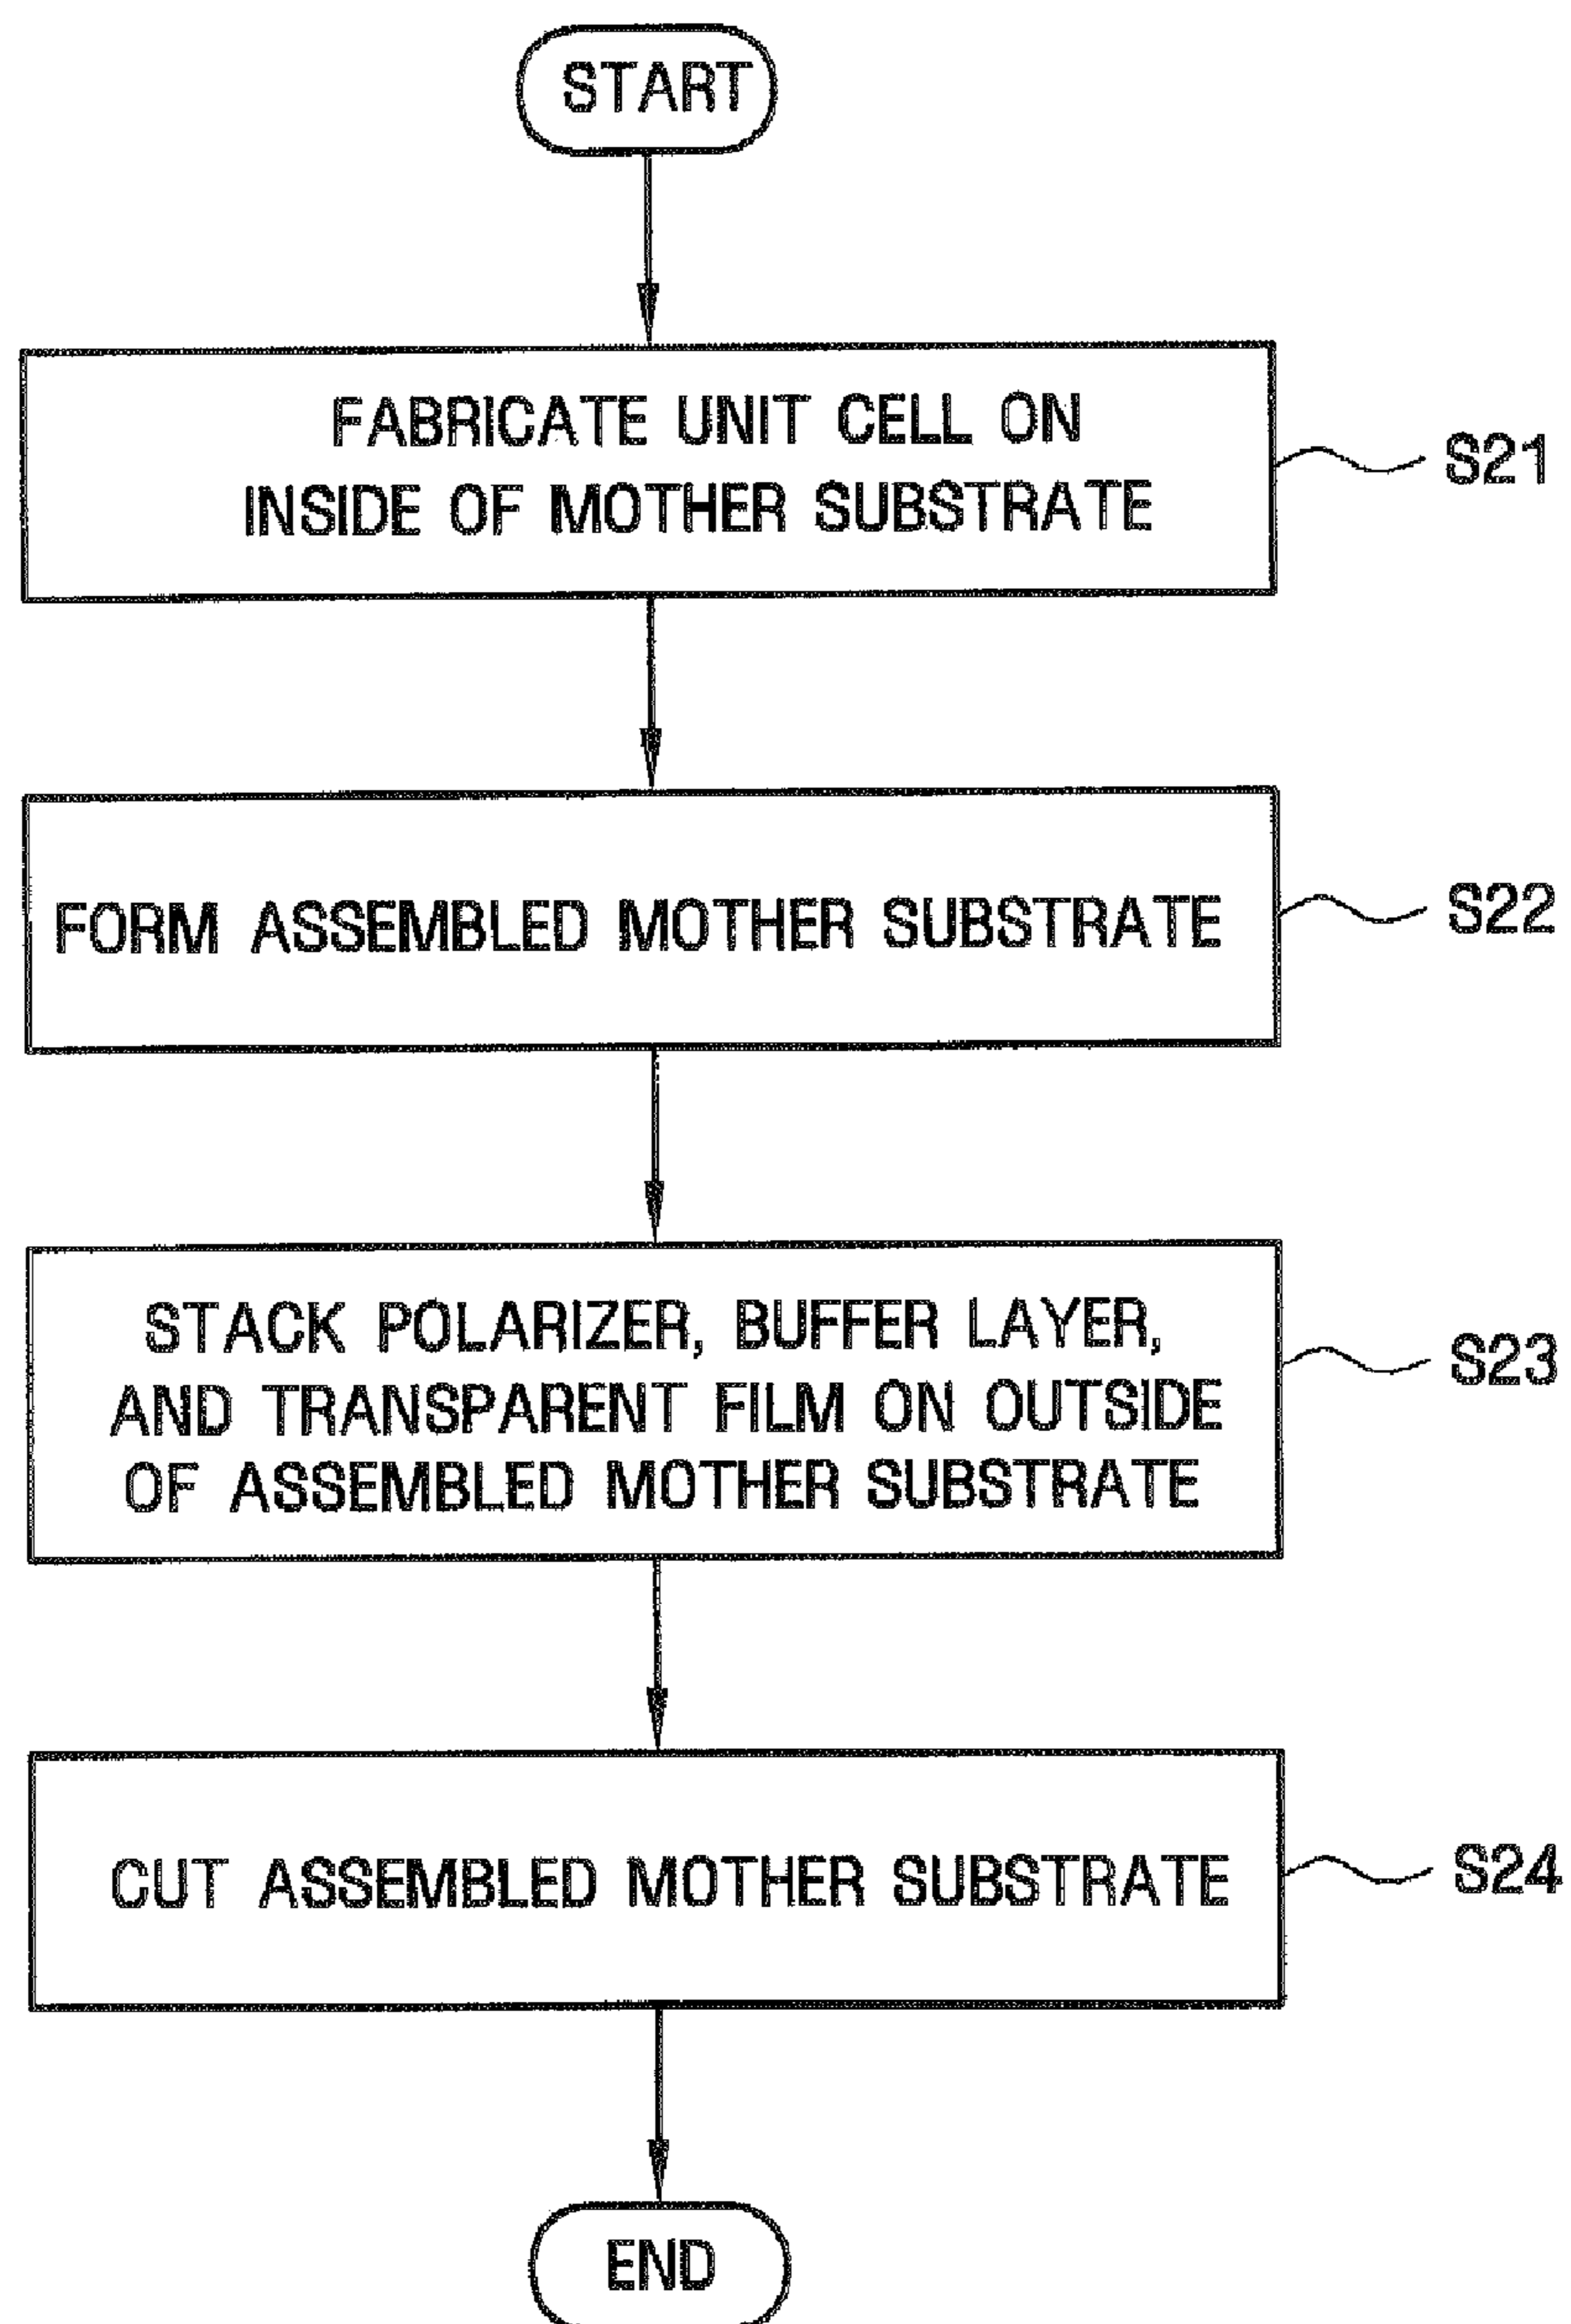 START
FABRICATE UNIT CELL ON
INSIDE OF MOTHER SUBSTRATE
S21
FORM ASSEMBLED MOTHER SUBSTRATE
S22
STACK POLARIZER, BUFFER LAYER,
AND TRANSPARENT FILM ON OUTSIDE
OF ASSEMBLED MOTHER SUBSTRATE
S23
CUT ASSEMBLED MOTHER SUBSTRATE
S24
END